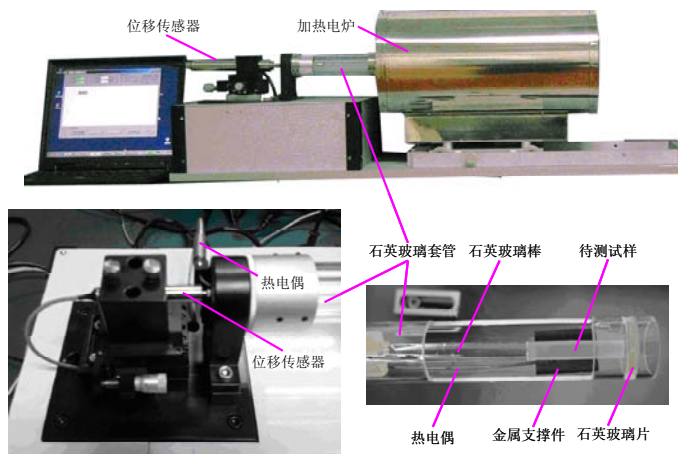 位移传感器
加热电炉
石英玻璃套管
石英玻璃棒
待测试样
热电偶
位移传感器
热电偶
金属支撑件
石英玻璃片